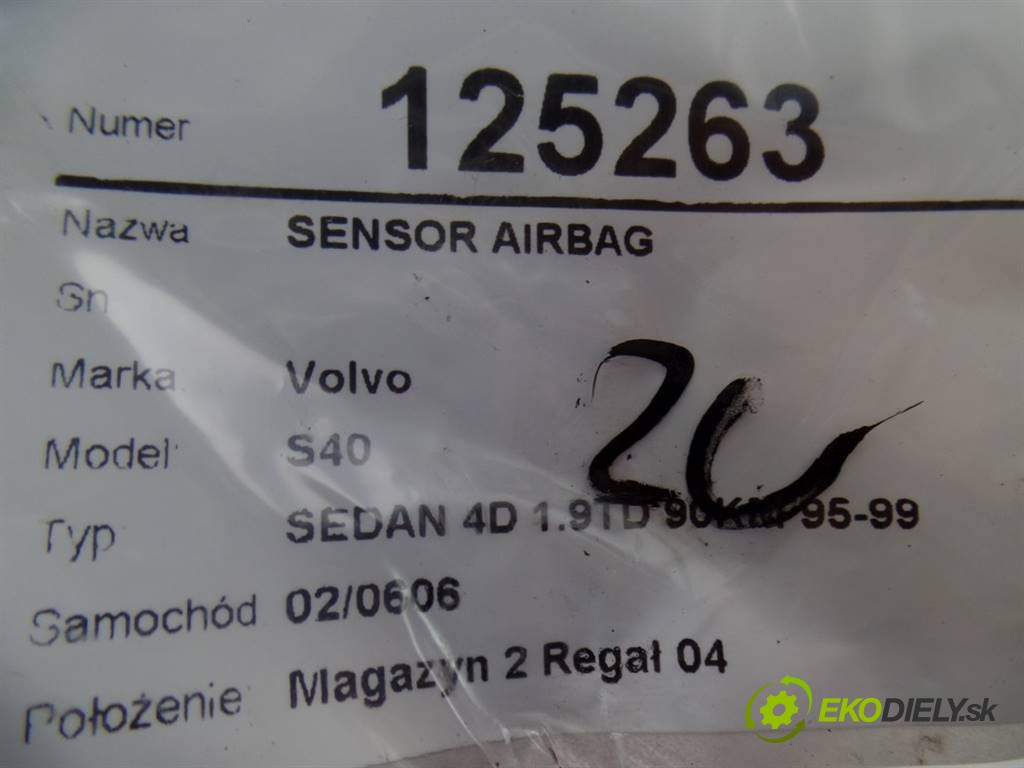 Numer 125263
Nazwa SENSOR AIRBAG
Sn
Marka Volvo
Model S40
Typ SEDAN 4D 1.9TD 90KM 95-99
Samochód 02/0606
Położenie Magazyn 2 Regał 04
EKODIELY.sk